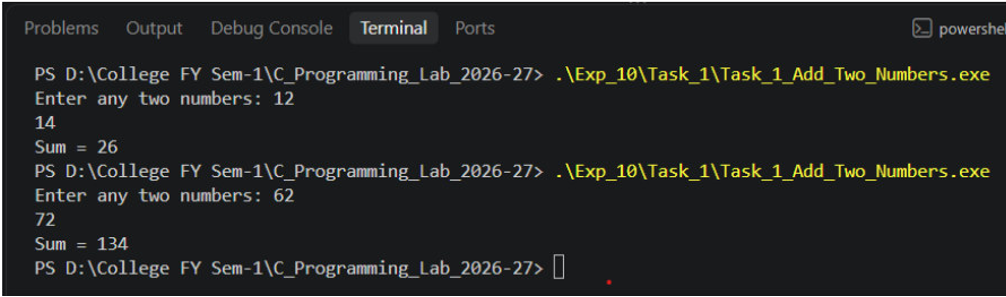 Problems Output Debug Console Terminal Ports
PS D:\College FY Sem-1\C_Programming_Lab_2026-27> .\Exp_10\Task_1\Task_1_Add_Two_Numbers.exe
Enter any two numbers: 12
14
Sum = 26
PS D:\College FY Sem-1\C_Programming_Lab_2026-27> .\Exp_10\Task_1\Task_1_Add_Two_Numbers.exe
Enter any two numbers: 62
72
Sum = 134
PS D:\College FY Sem-1\C_Programming_Lab_2026-27>